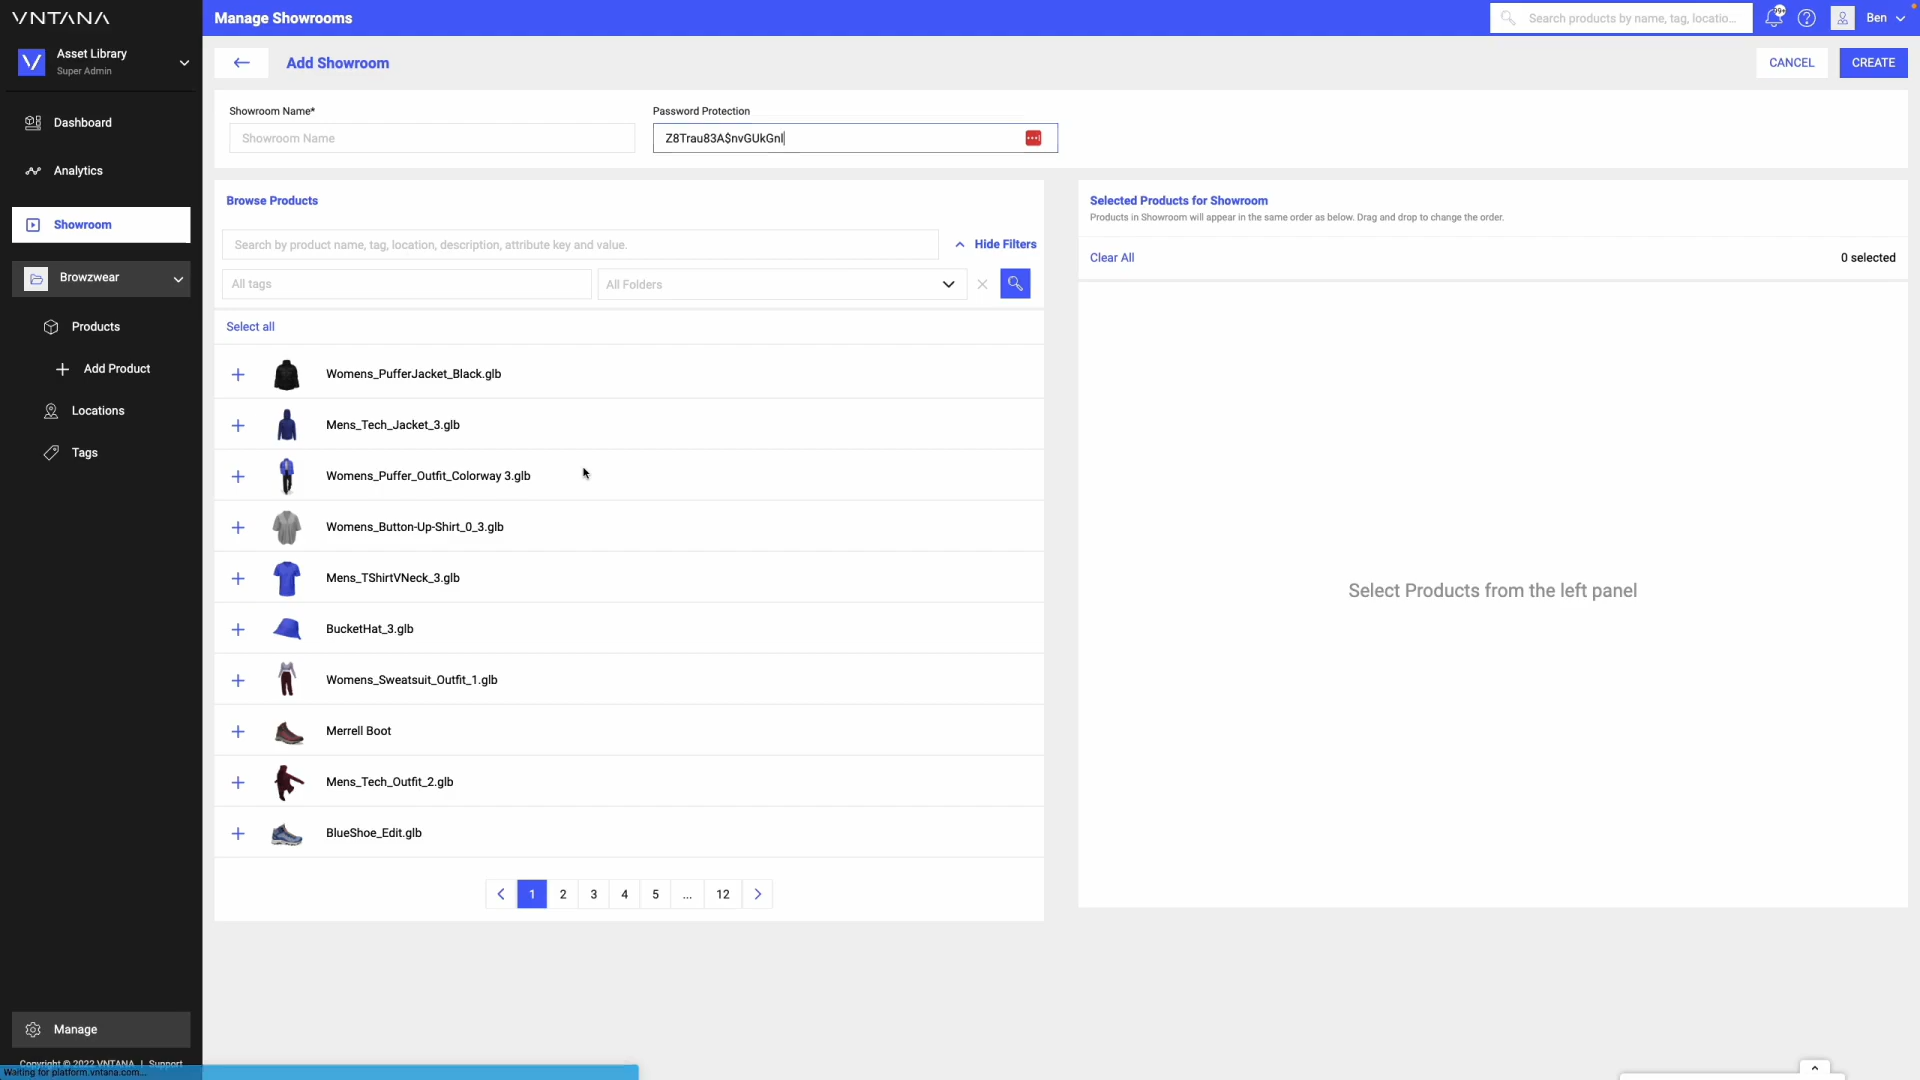 VNTANA
Manage Showrooms
Search products by name, tag, locatio...
99+
Ben
Asset Library
Super Admin
Add Showroom
CANCEL
CREATE
Dashboard
Analytics
Showroom
Browzwear
Products
Add Product
Locations
Tags
Showroom Name*
Showroom Name
Password Protection
Z8Trau83A$nvGUkGnl
Browse Products
Search by product name, tag, location, description, attribute key and value.
Hide Filters
All tags
All Folders
Select all
Womens_PufferJacket_Black.glb
Mens_Tech_Jacket_3.glb
Womens_Puffer_Outfit_Colorway 3.glb
Womens_Button-Up-Shirt_0_3.glb
Mens_TShirtVNeck_3.glb
BucketHat_3.glb
Womens_Sweatsuit_Outfit_1.glb
Merrell Boot
Mens_Tech_Outfit_2.glb
BlueShoe_Edit.glb
1 2 3 4 5 ... 12
Selected Products for Showroom
Products in Showroom will appear in the same order as below. Drag and drop to change the order.
Clear All
0 selected
Select Products from the left panel
Manage
Copyright © 2022 VNTANA | Support
Waiting for platform.vntana.com...